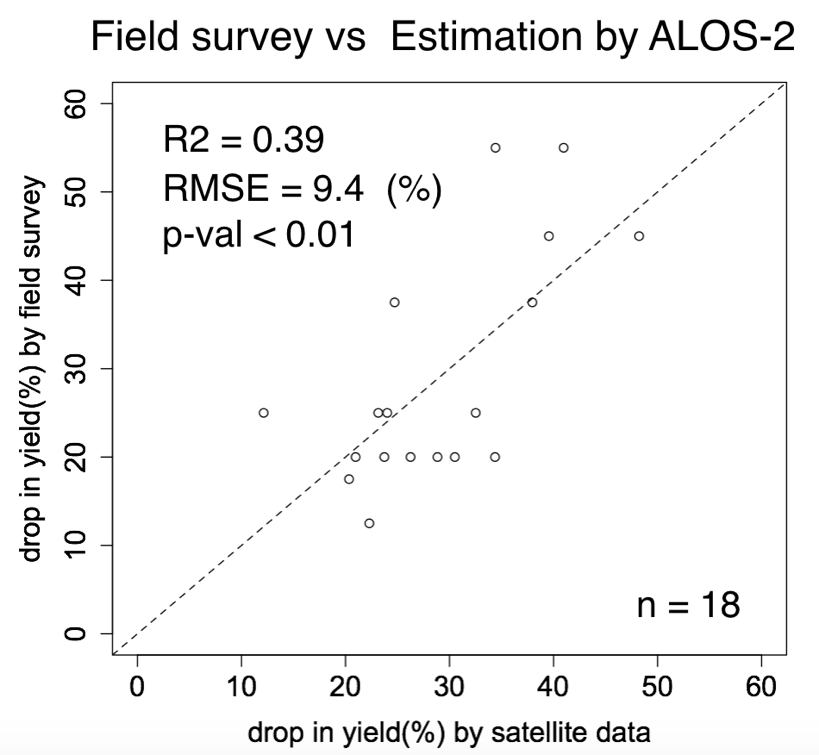 Field survey vs  Estimation by ALOS-2
R2 = 0.39
RMSE = 9.4  (%)
p-val < 0.01
n = 18
drop in yield(%) by field survey
60
50
40
30
20
10
0
0 10 20 30 40 50 60
drop in yield(%) by satellite data